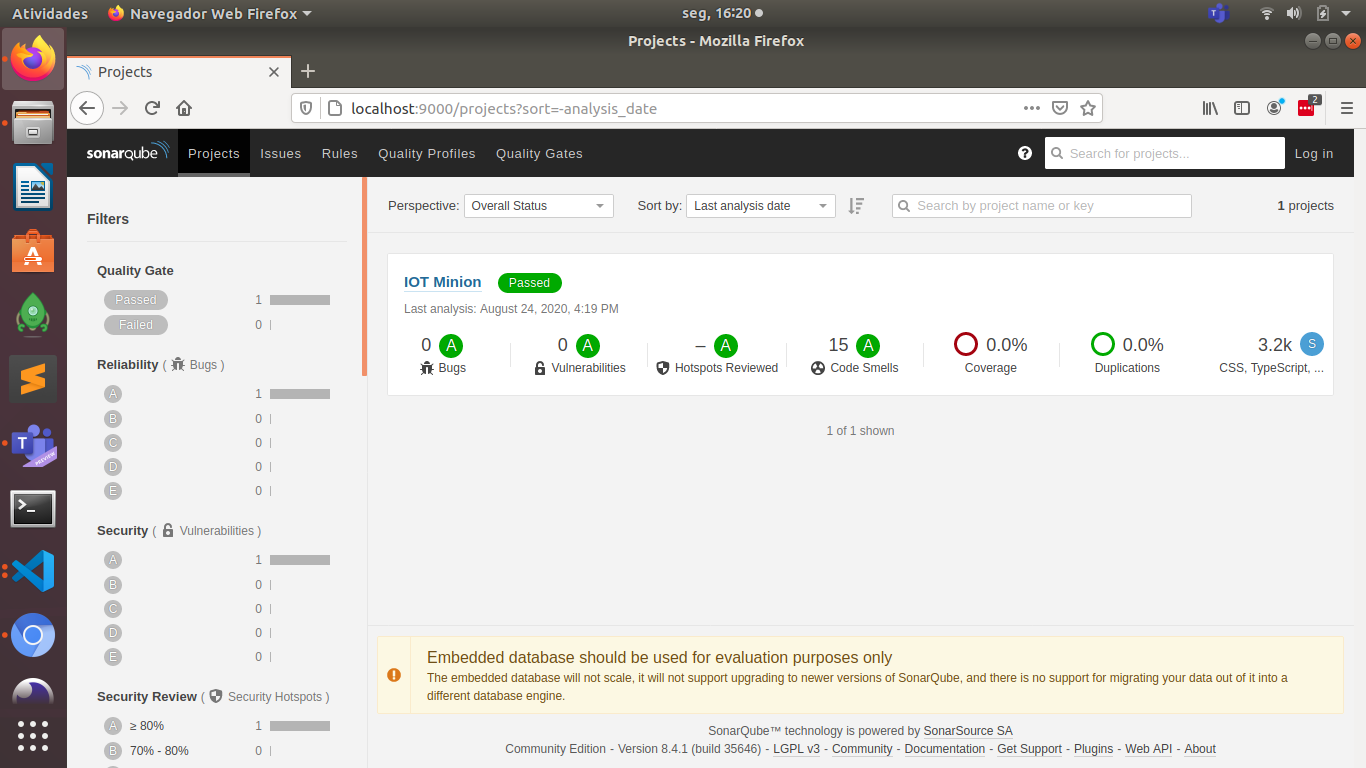 Atividades Navegador Web Firefox seg, 16:20
Projects - Mozilla Firefox
Projects
localhost:9000/projects?sort=-analysis_date
2
sonarqube Projects Issues Rules Quality Profiles Quality Gates ? Search for projects... Log in
Filters
Quality Gate
Passed 1
Failed 0
Reliability ( Bugs )
A 1
B 0
C 0
D 0
E 0
Security ( Vulnerabilities )
A 1
B 0
C 0
D 0
E 0
Security Review ( Security Hotspots )
A ≥ 80% 1
B 70% - 80% 0
Perspective: Overall Status Sort by: Last analysis date Search by project name or key 1 projects
IOT Minion Passed
Last analysis: August 24, 2020, 4:19 PM
0 A 0 A – A 15 A 0.0% 0.0% 3.2k S
Bugs Vulnerabilities Hotspots Reviewed Code Smells Coverage Duplications CSS, TypeScript, ...
1 of 1 shown
Embedded database should be used for evaluation purposes only
The embedded database will not scale, it will not support upgrading to newer versions of SonarQube, and there is no support for migrating your data out of it into a
different database engine.
SonarQube™ technology is powered by SonarSource SA
Community Edition - Version 8.4.1 (build 35646) - LGPL v3 - Community - Documentation - Get Support - Plugins - Web API - About